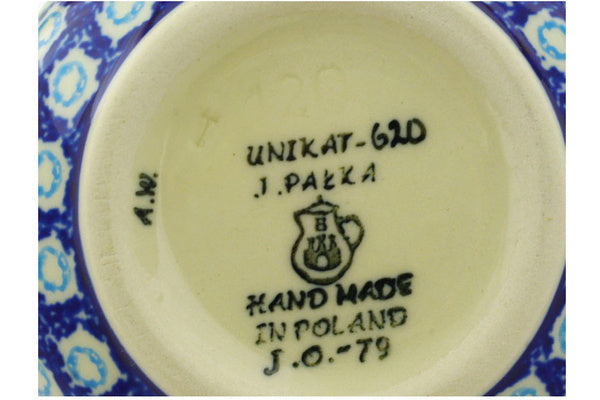 UNIKAT-620
J. PAŁKA
A.W.
HAND MADE
IN POLAND
J.O.-79